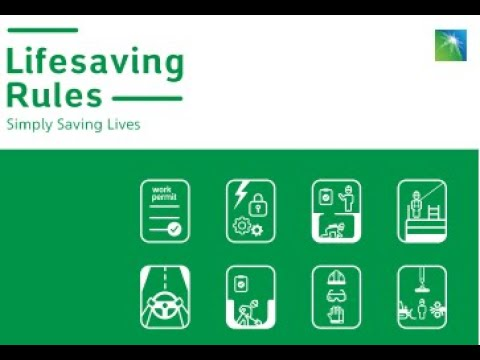 Lifesaving
Rules
Simply Saving Lives
work
permit